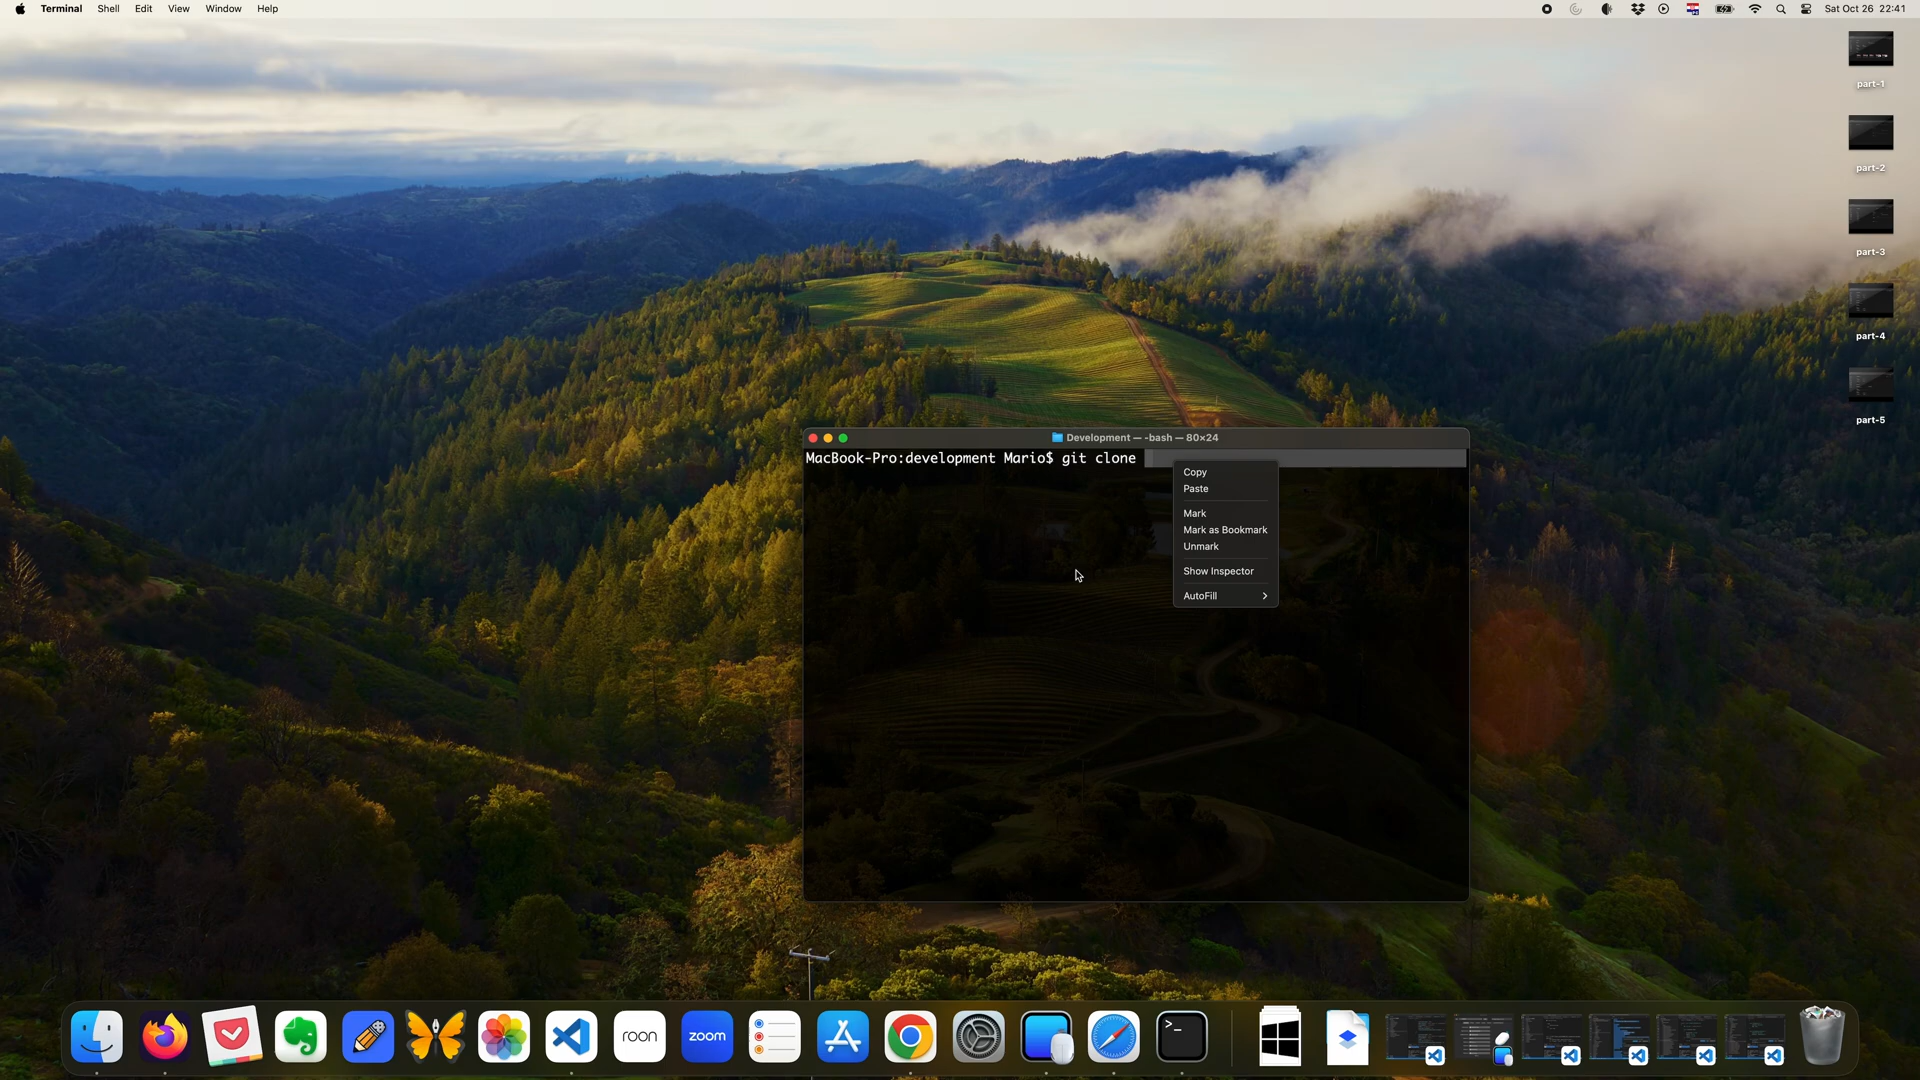 Terminal Shell Edit View Window Help
Sat Oct 26 22:41
part-1
part-2
part-3
part-4
part-5
Development — -bash — 80×24
MacBook-Pro:development Mario$ git clone
Copy
Paste
Mark
Mark as Bookmark
Unmark
Show Inspector
AutoFill
roon
zoom
>_